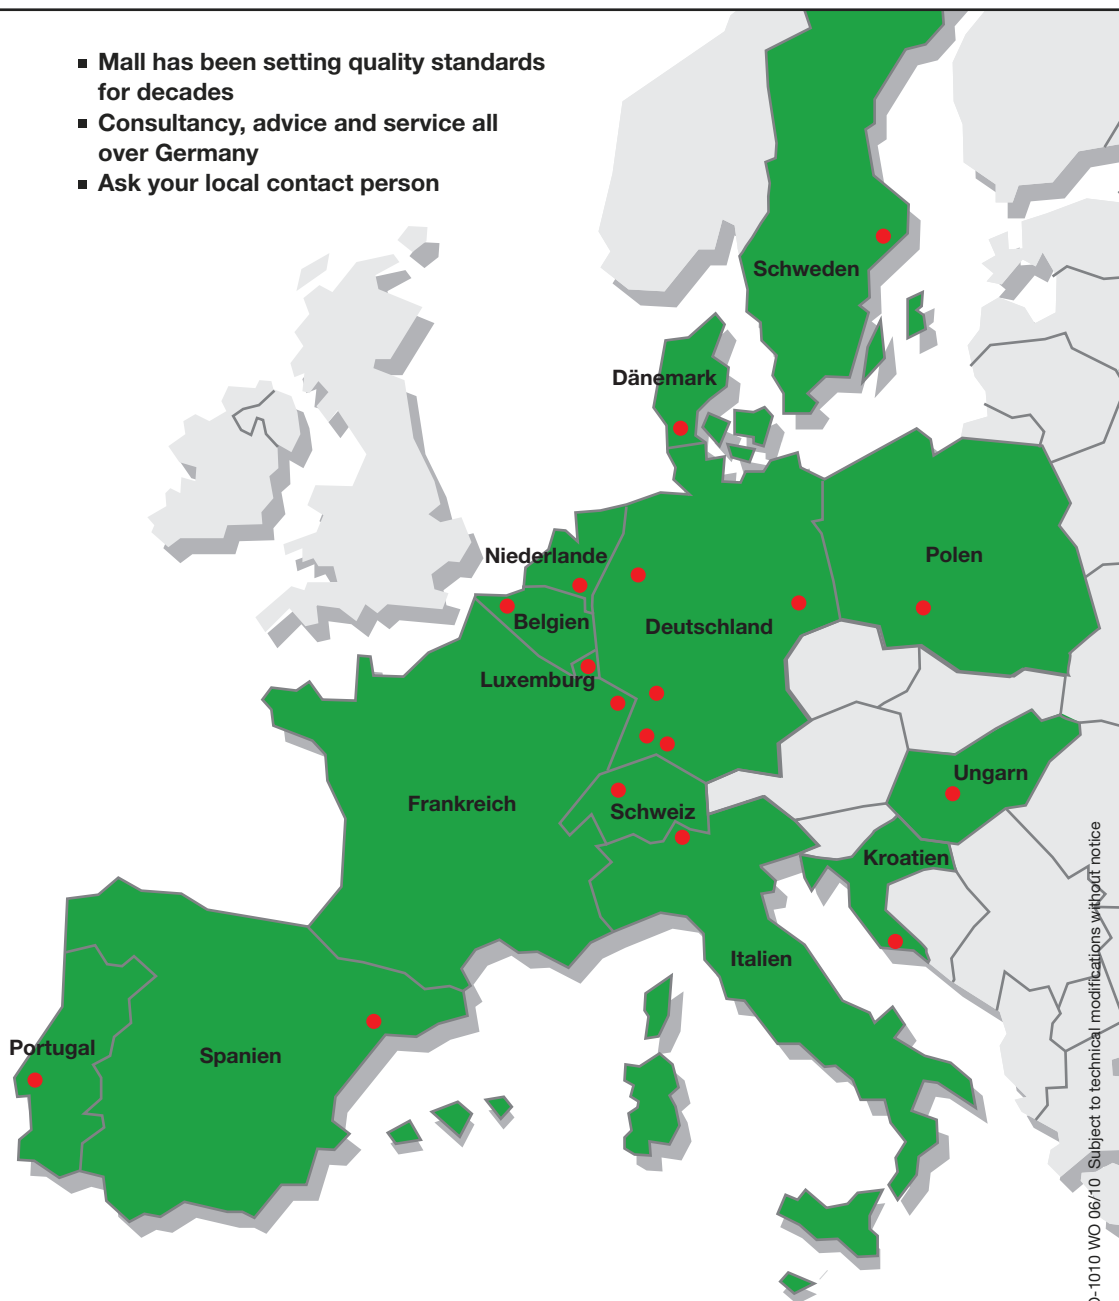 ▪ Mall has been setting quality standards
for decades
▪ Consultancy, advice and service all
over Germany
▪ Ask your local contact person
Schweden
Dänemark
Niederlande
Polen
Belgien
Deutschland
Luxemburg
Ungarn
Frankreich
Schweiz
Kroatien
Italien
Portugal
Spanien
-1010 WO 06/10 Subject to technical modifications without notice